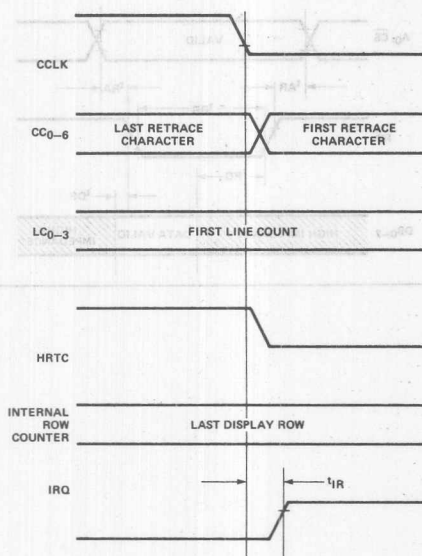 CCLK
CC0–6
LAST RETRACE CHARACTER
FIRST RETRACE CHARACTER
LC0–3
FIRST LINE COUNT
HRTC
INTERNAL ROW COUNTER
LAST DISPLAY ROW
IRQ
tIR